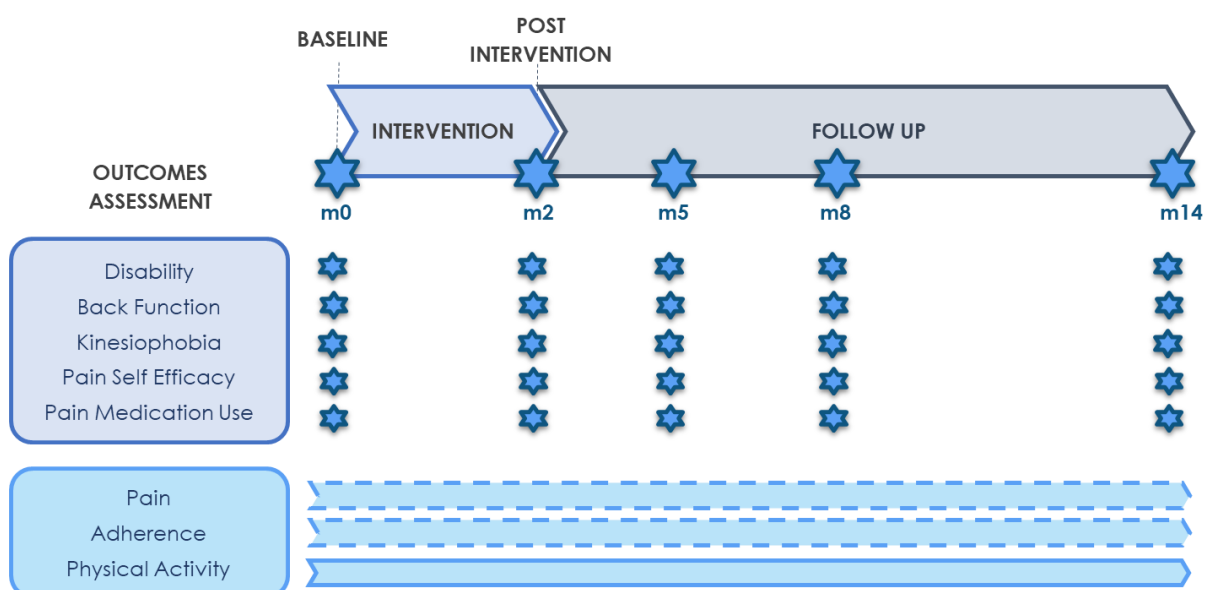 BASELINE
POST
INTERVENTION
INTERVENTION
FOLLOW UP
OUTCOMES
ASSESSMENT
m0
m2
m5
m8
m14
Disability
Back Function
Kinesiophobia
Pain Self Efficacy
Pain Medication Use
Pain
Adherence
Physical Activity